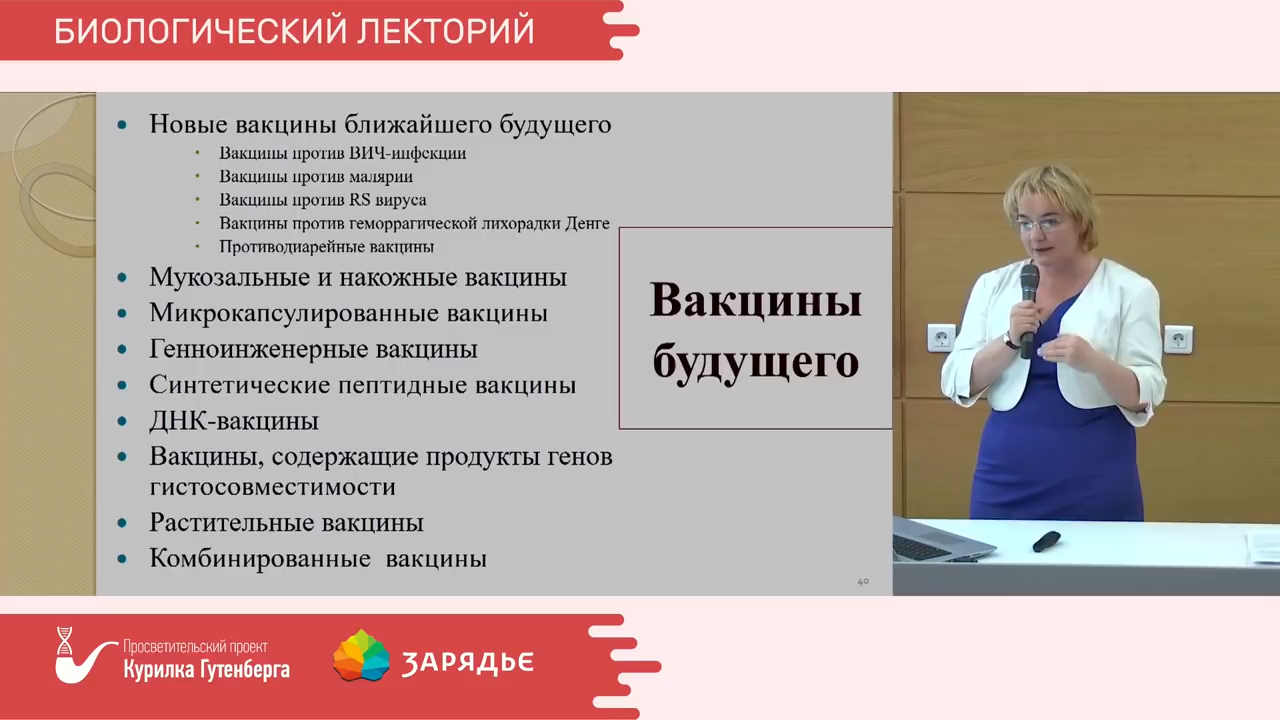 БИОЛОГИЧЕСКИЙ ЛЕКТОРИЙ
Новые вакцины ближайшего будущего
Вакцины против ВИЧ-инфекции
Вакцины против малярии
Вакцины против RS вируса
Вакцины против геморрагической лихорадки Денге
Противодиарейные вакцины
Мукозальные и накожные вакцины
Микрокапсулированные вакцины
Генноинженерные вакцины
Синтетические пептидные вакцины
ДНК-вакцины
Вакцины, содержащие продукты генов
гистосовместимости
Растительные вакцины
Комбинированные вакцины
Вакцины
будущего
40
Просветительский проект
Курилка Гутенберга
ЗАРЯДЬЕ